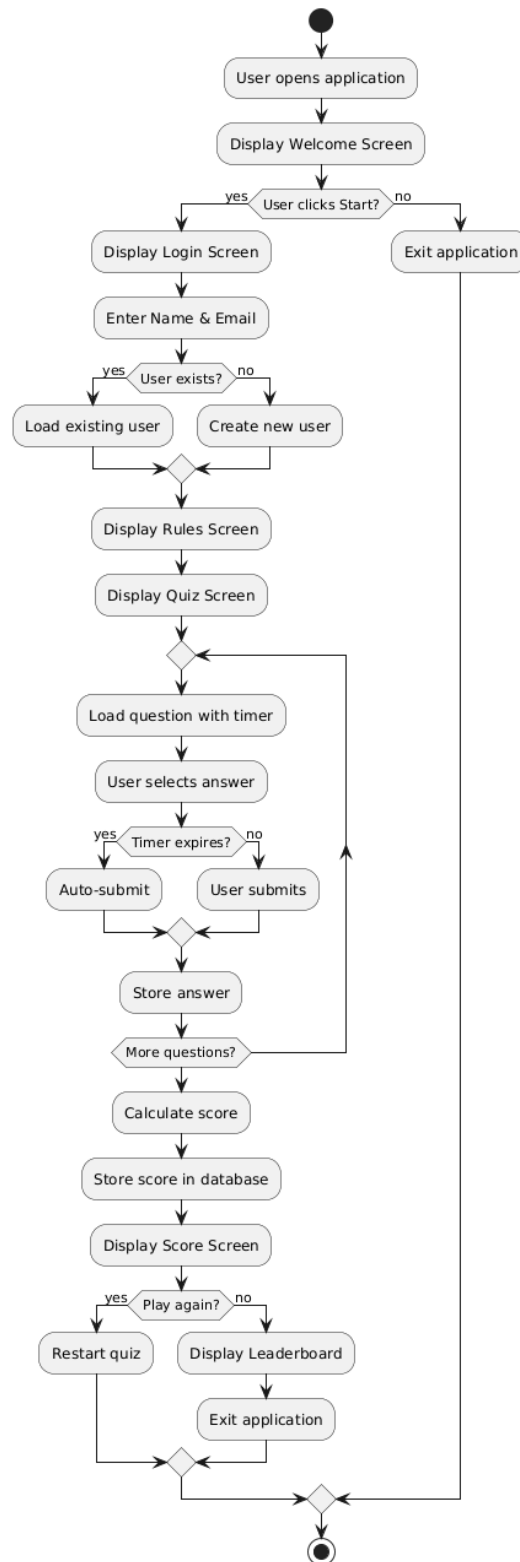 User opens application
Display Welcome Screen
yes
User clicks Start?
no
Display Login Screen
Exit application
Enter Name & Email
yes
User exists?
no
Load existing user
Create new user
Display Rules Screen
Display Quiz Screen
Load question with timer
User selects answer
yes
Timer expires?
no
Auto-submit
User submits
Store answer
More questions?
Calculate score
Store score in database
Display Score Screen
yes
Play again?
no
Restart quiz
Display Leaderboard
Exit application